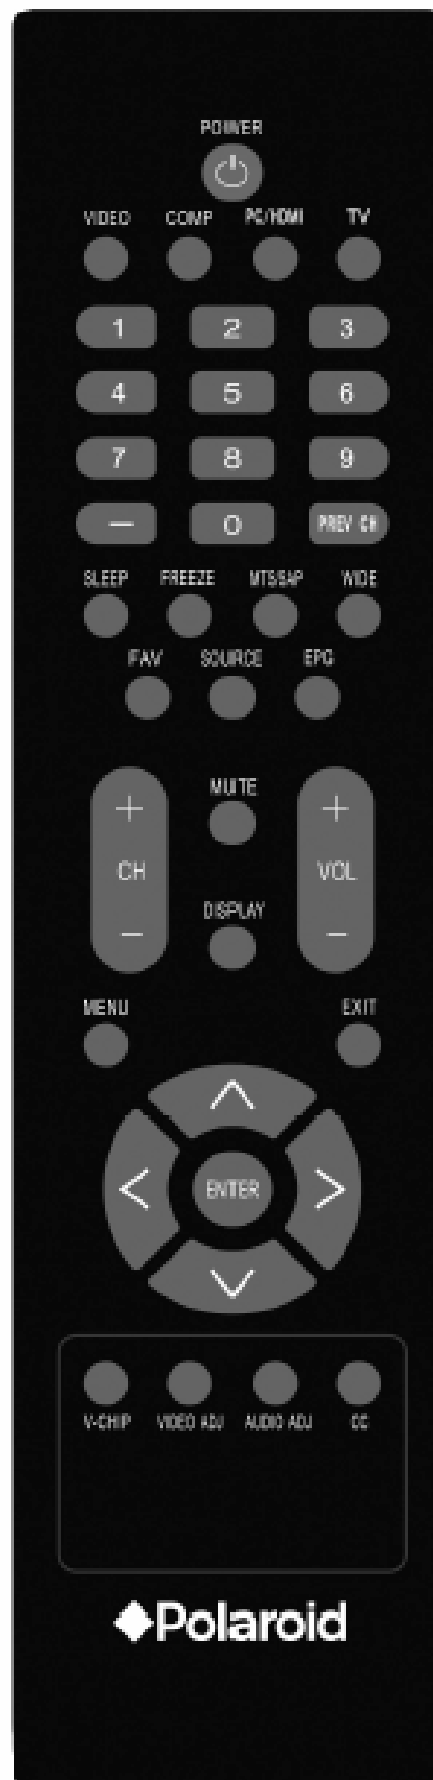 POWER
VIDEO COMP PC/HDMI TV
1 2 3
4 5 6
7 8 9
— 0 PREV CH
SLEEP FREEZE MTS/SAP WIDE
FAV SOURCE EPG
+ MUTE +
CH VOL
− DISPLAY −
MENU EXIT
ENTER
V-CHIP VIDEO ADJ AUDIO ADJ CC
Polaroid